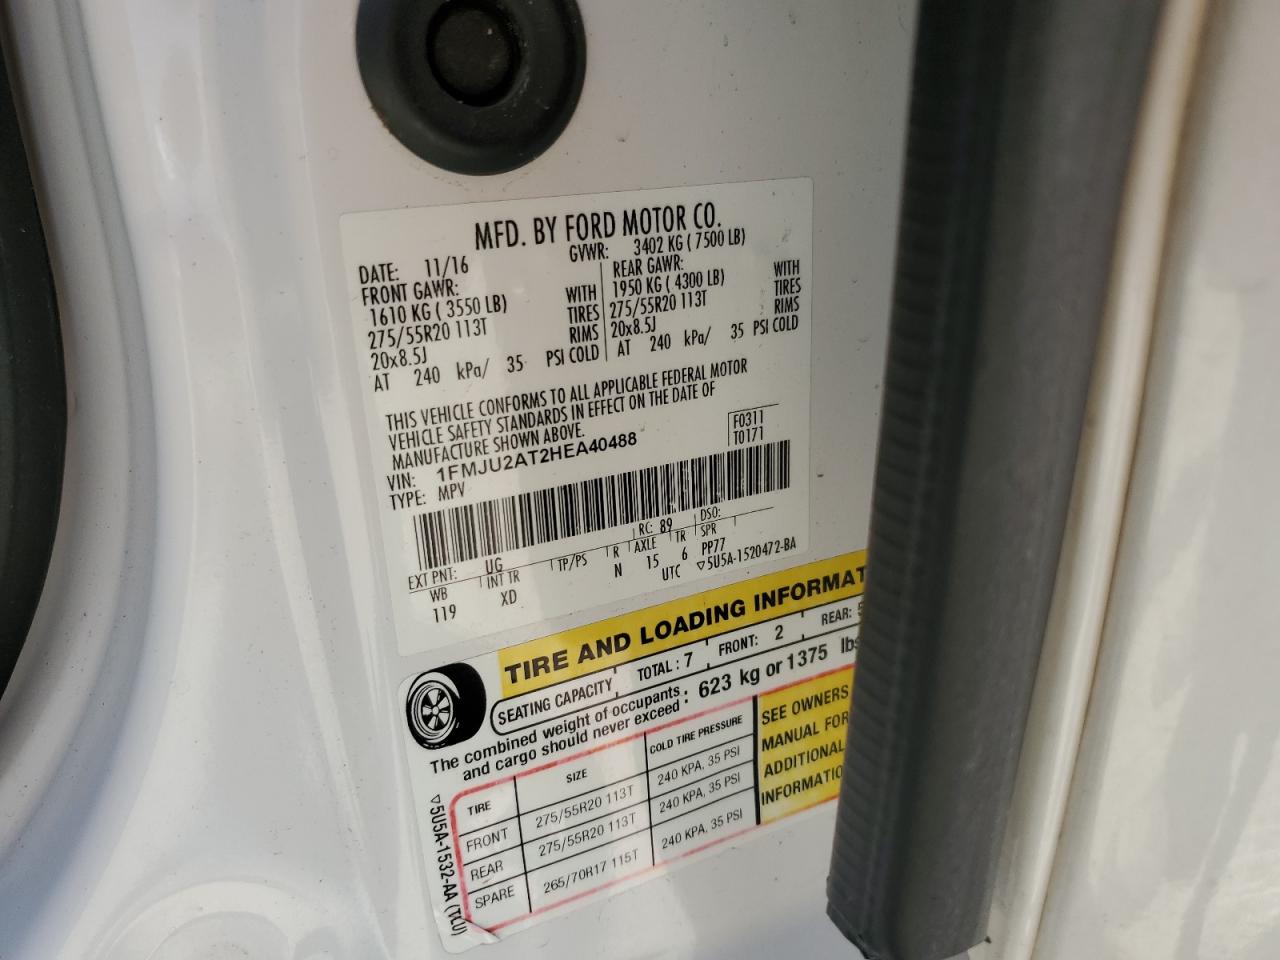 MFD. BY FORD MOTOR CO.
DATE: 11/16 GVWR: 3402 KG ( 7500 LB)
FRONT GAWR: REAR GAWR:
1610 KG ( 3550 LB) WITH 1950 KG ( 4300 LB) WITH
275/55R20 113T TIRES 275/55R20 113T TIRES
20x8.5J RIMS 20x8.5J RIMS
AT 240 kPa/ 35 PSI COLD AT 240 kPa/ 35 PSI COLD
THIS VEHICLE CONFORMS TO ALL APPLICABLE FEDERAL MOTOR
VEHICLE SAFETY STANDARDS IN EFFECT ON THE DATE OF
MANUFACTURE SHOWN ABOVE.
VIN: 1FMJU2AT2HEA40488 F0311
TYPE: MPV T0171
EXT PNT: UG RC: 89 DSO:
WB INT TR TP/PS R AXLE TR SPR
119 XD N 15 6 PP77
UTC ▽5U5A-1520472-BA
TIRE AND LOADING INFORMAT
SEATING CAPACITY TOTAL : 7 FRONT: 2 REAR: 5
The combined weight of occupants
and cargo should never exceed : 623 kg or 1375 lbs
TIRE SIZE COLD TIRE PRESSURE
FRONT 275/55R20 113T 240 KPA, 35 PSI
REAR 275/55R20 113T 240 KPA, 35 PSI
SPARE 265/70R17 115T 240 KPA, 35 PSI
SEE OWNERS
MANUAL FOR
ADDITIONAL
INFORMATIO
▽5U5A-1532-AA (TLU)